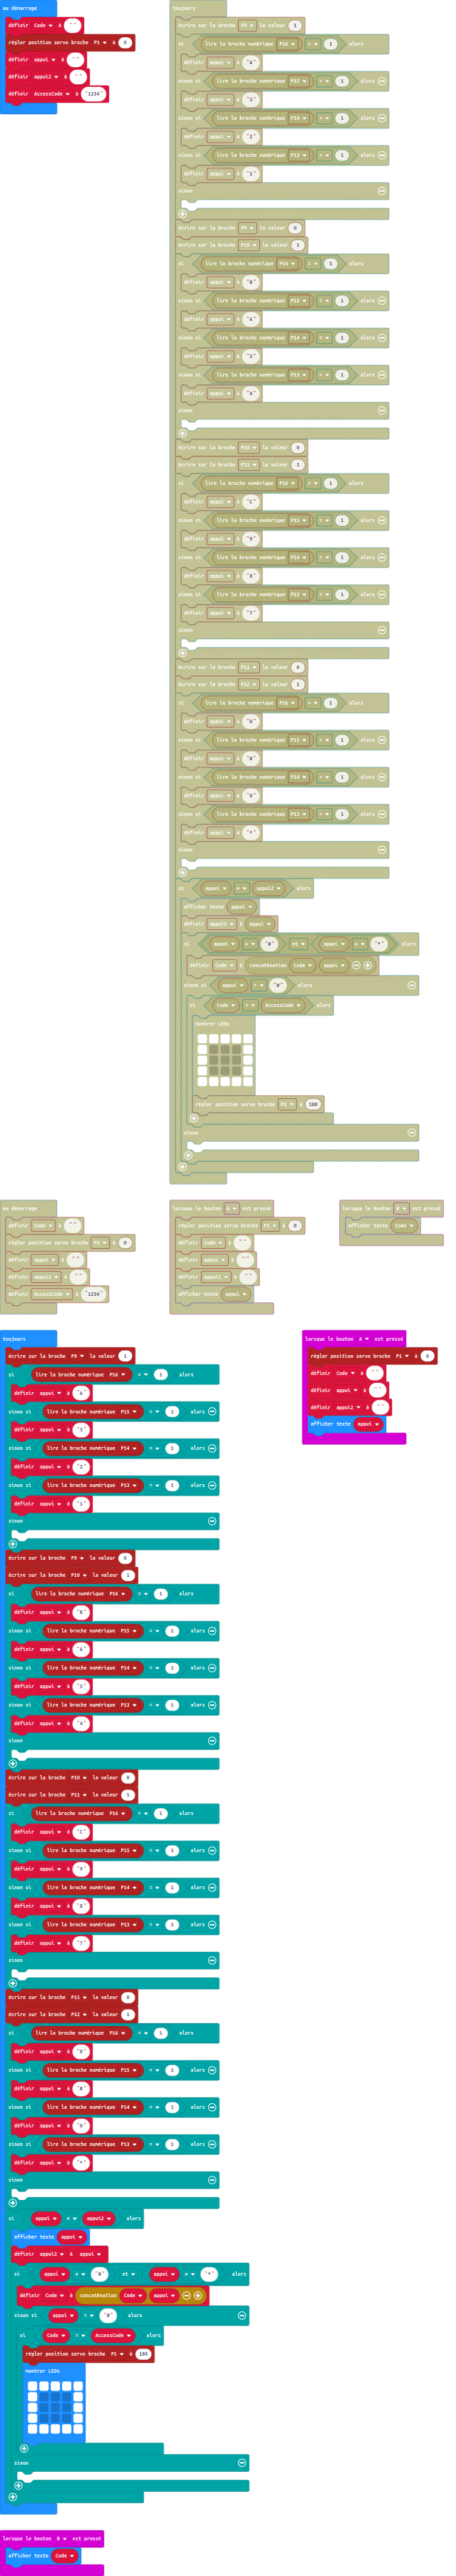 au démarrage
définir Code ▾ à " "
régler position servo broche P1 ▾ à 0
définir appui ▾ à " "
définir appui2 ▾ à " "
définir AccessCode ▾ à "1234"
toujours
écrire sur la broche P9 ▾ la valeur 1
si lire la broche numérique P16 ▾ = ▾ 1 alors
définir appui ▾ à "A"
sinon si lire la broche numérique P15 ▾ = ▾ 1 alors
définir appui ▾ à "3"
sinon si lire la broche numérique P14 ▾ = ▾ 1 alors
définir appui ▾ à "2"
sinon si lire la broche numérique P13 ▾ = ▾ 1 alors
définir appui ▾ à "1"
sinon
écrire sur la broche P9 ▾ la valeur 0
écrire sur la broche P10 ▾ la valeur 1
si lire la broche numérique P16 ▾ = ▾ 1 alors
définir appui ▾ à "B"
sinon si lire la broche numérique P15 ▾ = ▾ 1 alors
définir appui ▾ à "6"
sinon si lire la broche numérique P14 ▾ = ▾ 1 alors
définir appui ▾ à "5"
sinon si lire la broche numérique P13 ▾ = ▾ 1 alors
définir appui ▾ à "4"
sinon
écrire sur la broche P10 ▾ la valeur 0
écrire sur la broche P11 ▾ la valeur 1
si lire la broche numérique P16 ▾ = ▾ 1 alors
définir appui ▾ à "C"
sinon si lire la broche numérique P15 ▾ = ▾ 1 alors
définir appui ▾ à "9"
sinon si lire la broche numérique P14 ▾ = ▾ 1 alors
définir appui ▾ à "8"
sinon si lire la broche numérique P13 ▾ = ▾ 1 alors
définir appui ▾ à "7"
sinon
écrire sur la broche P11 ▾ la valeur 0
écrire sur la broche P12 ▾ la valeur 1
si lire la broche numérique P16 ▾ = ▾ 1 alors
définir appui ▾ à "D"
sinon si lire la broche numérique P15 ▾ = ▾ 1 alors
définir appui ▾ à "#"
sinon si lire la broche numérique P14 ▾ = ▾ 1 alors
définir appui ▾ à "0"
sinon si lire la broche numérique P13 ▾ = ▾ 1 alors
définir appui ▾ à "*"
sinon
si appui ▾ ≠ ▾ appui2 ▾ alors
afficher texte appui ▾
définir appui2 ▾ à appui ▾
si appui ▾ ≠ ▾ "#" et ▾ appui ▾ ≠ ▾ "*" alors
définir Code ▾ à concaténation Code ▾ appui ▾
sinon si appui ▾ = ▾ "#" alors
si Code ▾ = ▾ AccessCode ▾ alors
montrer LEDs
régler position servo broche P1 ▾ à 180
sinon
au démarrage
définir Code ▾ à " "
régler position servo broche P1 ▾ à 0
définir appui ▾ à " "
définir appui2 ▾ à " "
définir AccessCode ▾ à "1234"
lorsque le bouton A ▾ est pressé
régler position servo broche P1 ▾ à 0
définir Code ▾ à " "
définir appui ▾ à " "
définir appui2 ▾ à " "
afficher texte appui ▾
lorsque le bouton B ▾ est pressé
afficher texte Code ▾
toujours
écrire sur la broche P9 ▾ la valeur 1
si lire la broche numérique P16 ▾ = ▾ 1 alors
définir appui ▾ à "A"
sinon si lire la broche numérique P15 ▾ = ▾ 1 alors
définir appui ▾ à "3"
sinon si lire la broche numérique P14 ▾ = ▾ 1 alors
définir appui ▾ à "2"
sinon si lire la broche numérique P13 ▾ = ▾ 1 alors
définir appui ▾ à "1"
sinon
écrire sur la broche P9 ▾ la valeur 0
écrire sur la broche P10 ▾ la valeur 1
si lire la broche numérique P16 ▾ = ▾ 1 alors
définir appui ▾ à "B"
sinon si lire la broche numérique P15 ▾ = ▾ 1 alors
définir appui ▾ à "6"
sinon si lire la broche numérique P14 ▾ = ▾ 1 alors
définir appui ▾ à "5"
sinon si lire la broche numérique P13 ▾ = ▾ 1 alors
définir appui ▾ à "4"
sinon
écrire sur la broche P10 ▾ la valeur 0
écrire sur la broche P11 ▾ la valeur 1
si lire la broche numérique P16 ▾ = ▾ 1 alors
définir appui ▾ à "C"
sinon si lire la broche numérique P15 ▾ = ▾ 1 alors
définir appui ▾ à "9"
sinon si lire la broche numérique P14 ▾ = ▾ 1 alors
définir appui ▾ à "8"
sinon si lire la broche numérique P13 ▾ = ▾ 1 alors
définir appui ▾ à "7"
sinon
écrire sur la broche P11 ▾ la valeur 0
écrire sur la broche P12 ▾ la valeur 1
si lire la broche numérique P16 ▾ = ▾ 1 alors
définir appui ▾ à "D"
sinon si lire la broche numérique P15 ▾ = ▾ 1 alors
définir appui ▾ à "#"
sinon si lire la broche numérique P14 ▾ = ▾ 1 alors
définir appui ▾ à "0"
sinon si lire la broche numérique P13 ▾ = ▾ 1 alors
définir appui ▾ à "*"
sinon
si appui ▾ ≠ ▾ appui2 ▾ alors
afficher texte appui ▾
définir appui2 ▾ à appui ▾
si appui ▾ ≠ ▾ "#" et ▾ appui ▾ ≠ ▾ "*" alors
définir Code ▾ à concaténation Code ▾ appui ▾
sinon si appui ▾ = ▾ "#" alors
si Code ▾ = ▾ AccessCode ▾ alors
régler position servo broche P1 ▾ à 180
montrer LEDs
sinon
lorsque le bouton A ▾ est pressé
régler position servo broche P1 ▾ à 0
définir Code ▾ à " "
définir appui ▾ à " "
définir appui2 ▾ à " "
afficher texte appui ▾
lorsque le bouton B ▾ est pressé
afficher texte Code ▾